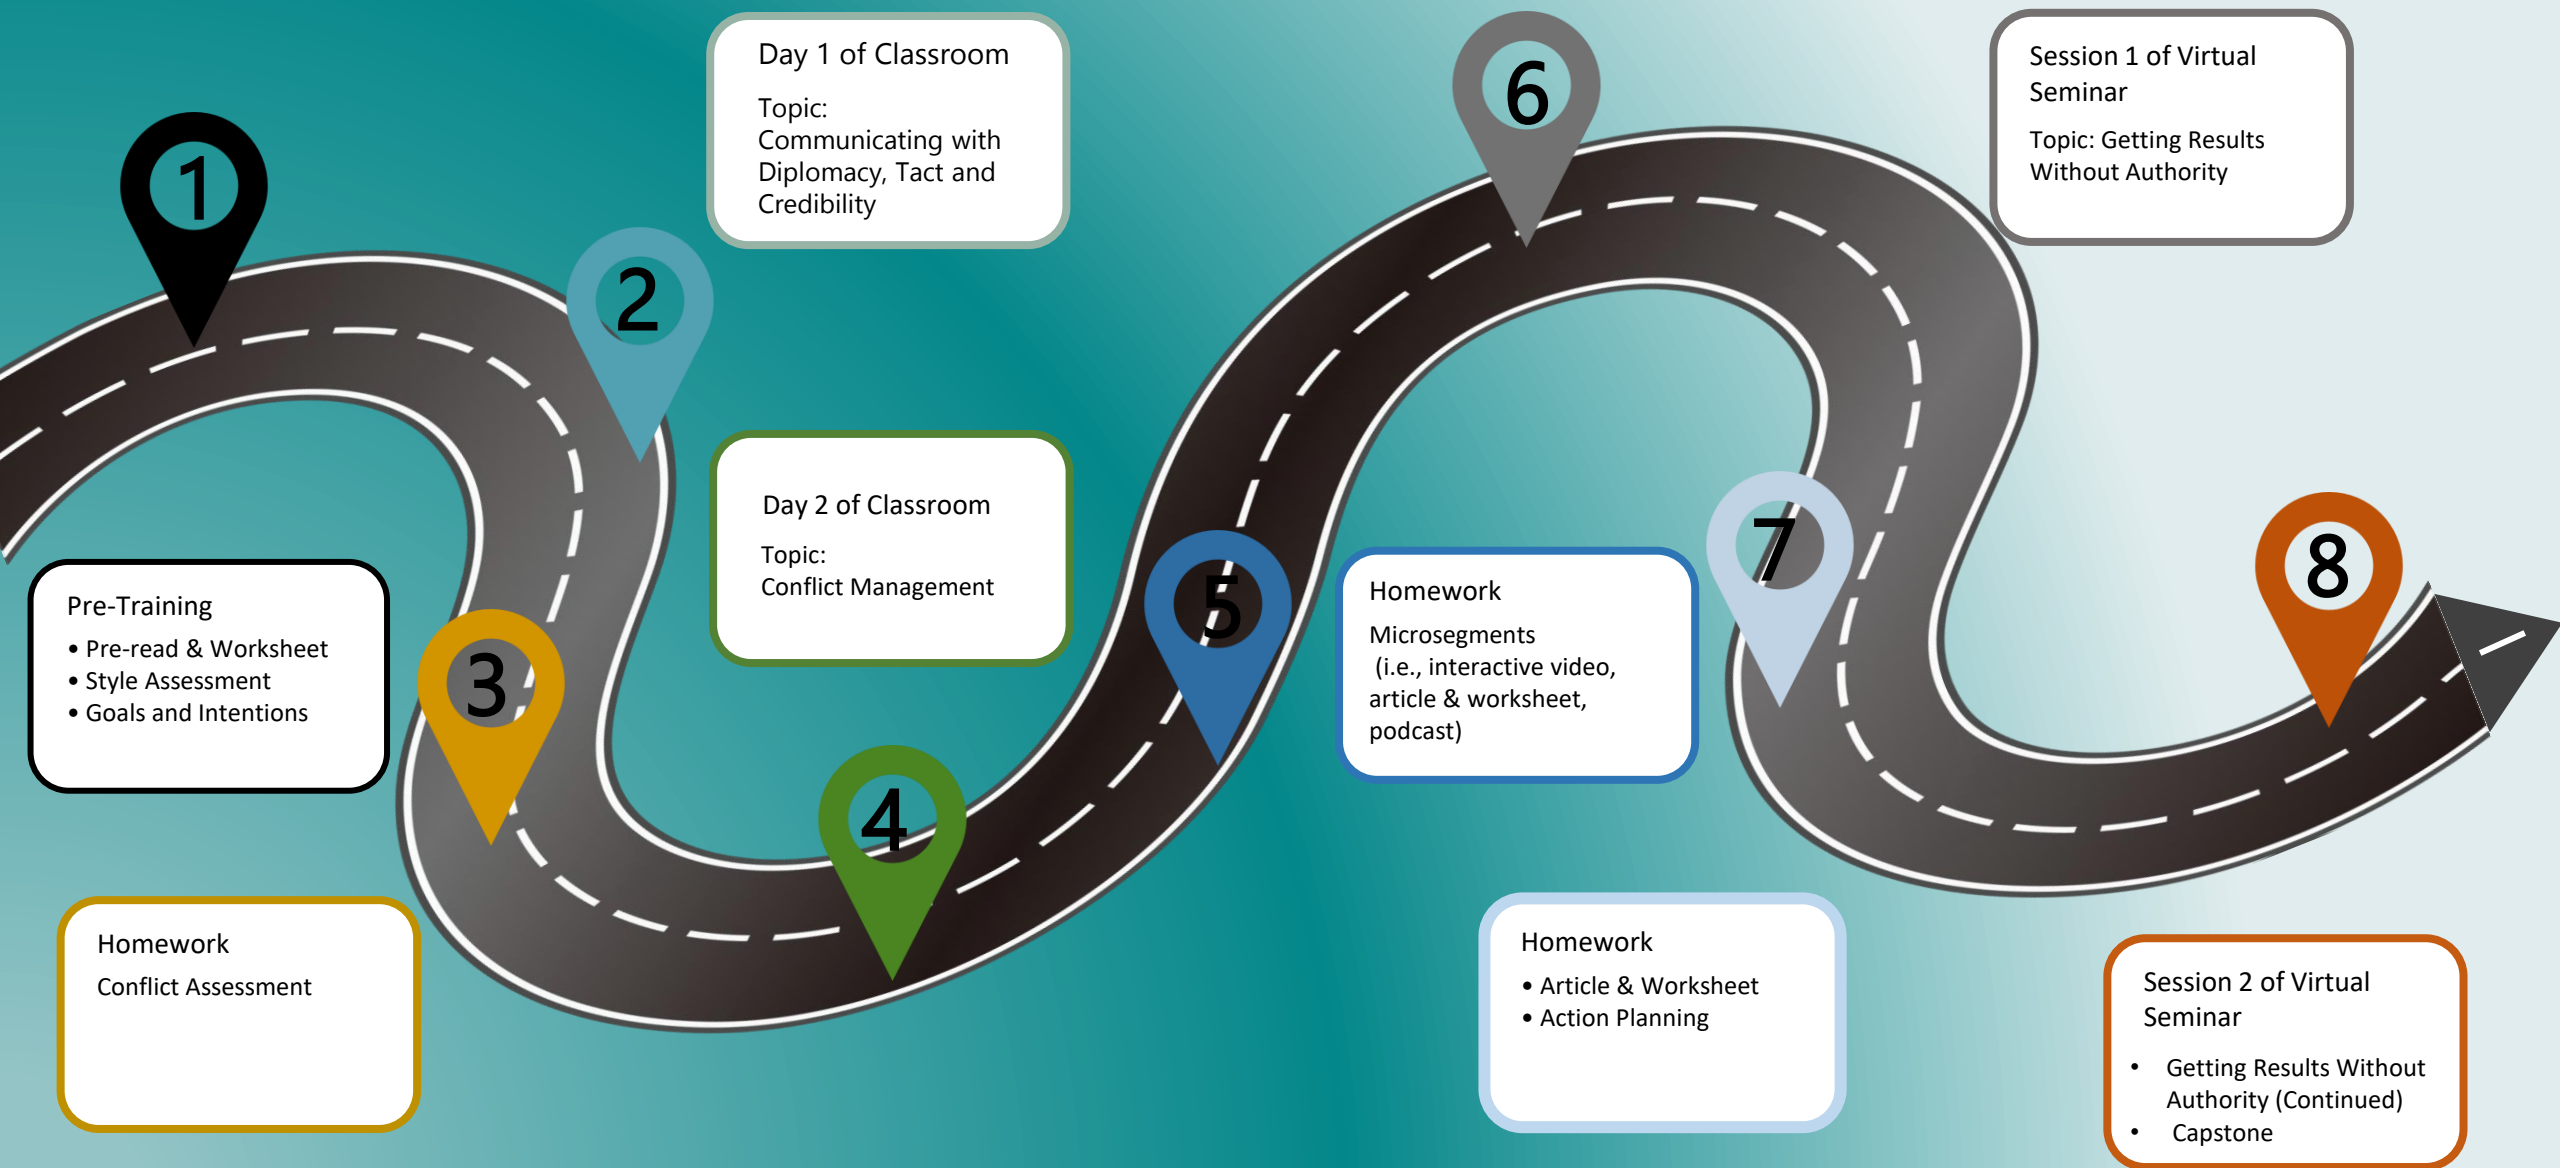 1
Pre-Training
• Pre-read & Worksheet
• Style Assessment
• Goals and Intentions
2
Day 1 of Classroom
Topic:
Communicating with
Diplomacy, Tact and
Credibility
3
Homework
Conflict Assessment
4
Day 2 of Classroom
Topic:
Conflict Management
5
Homework
Microsegments
(i.e., interactive video,
article & worksheet,
podcast)
6
Session 1 of Virtual
Seminar
Topic: Getting Results
Without Authority
7
Homework
• Article & Worksheet
• Action Planning
8
Session 2 of Virtual
Seminar
• Getting Results Without
Authority (Continued)
• Capstone